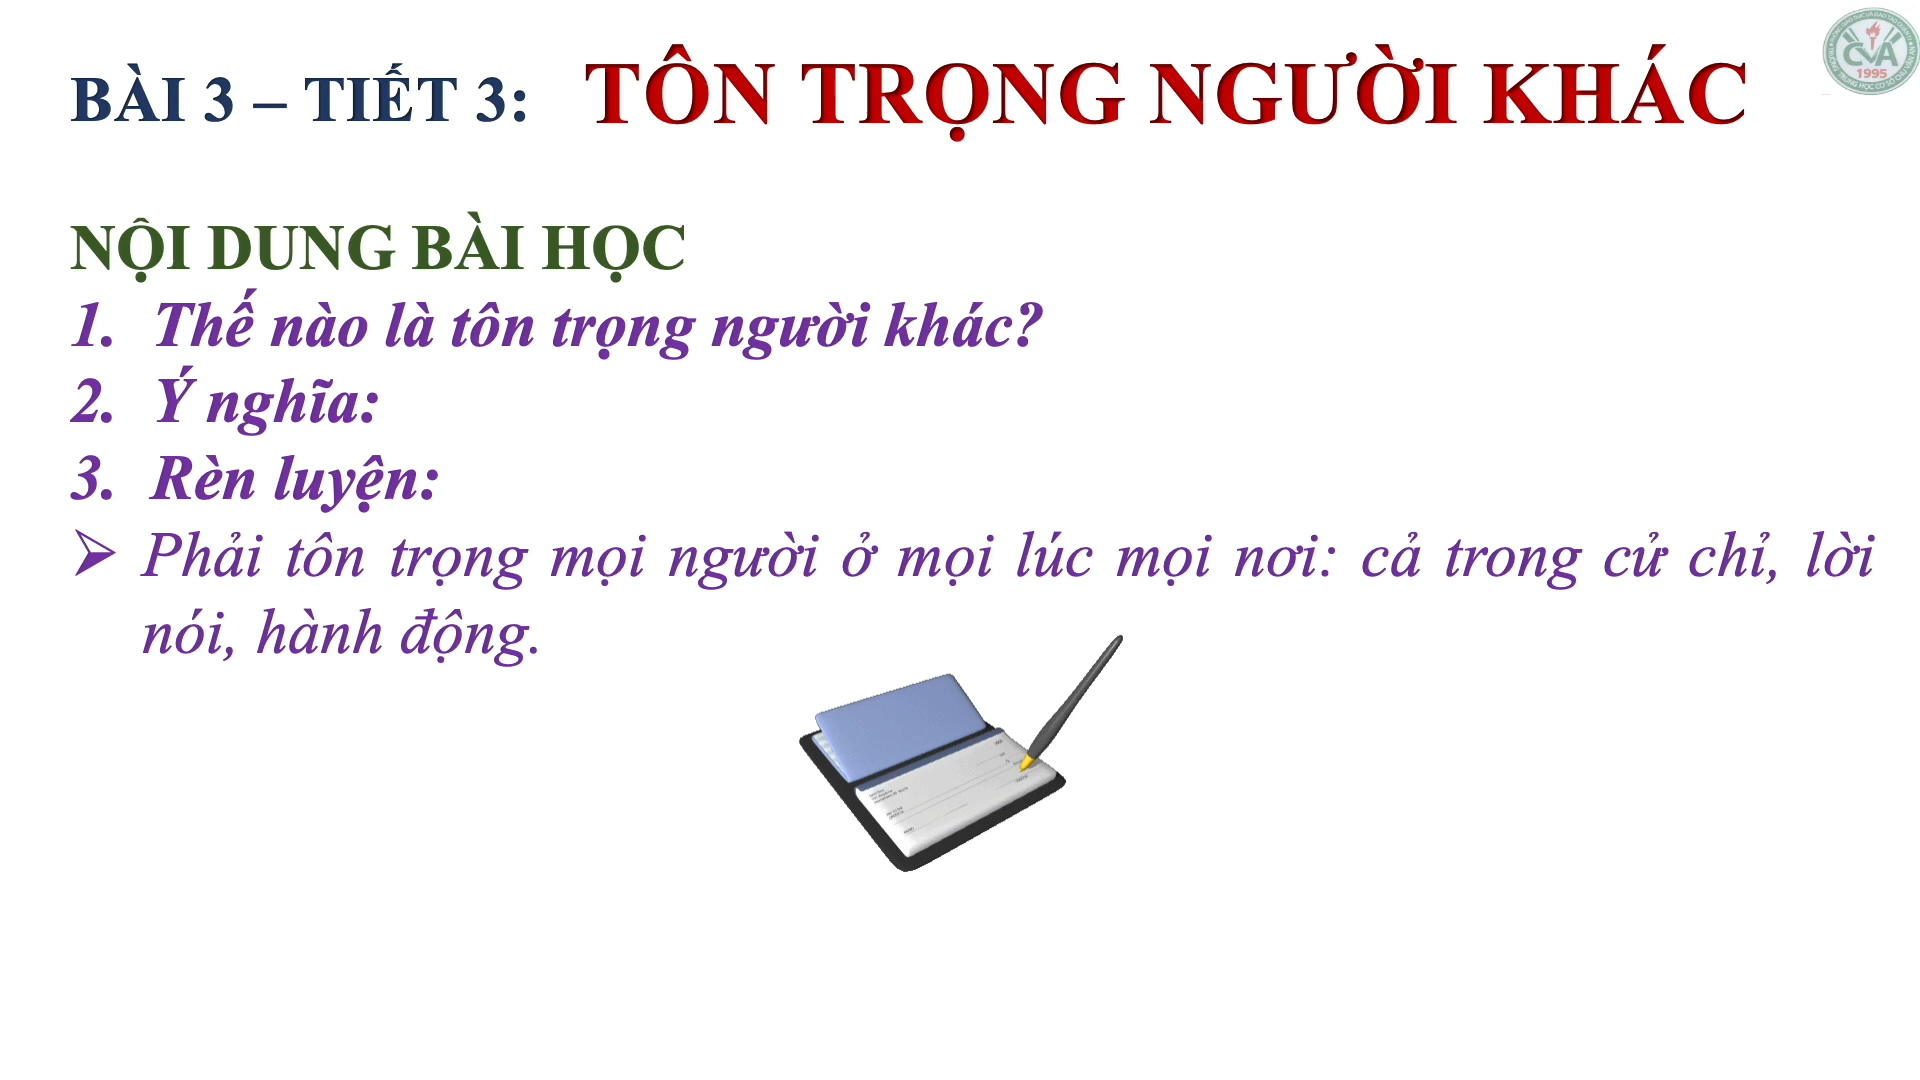 BÀI 3 – TIẾT 3: TÔN TRỌNG NGƯỜI KHÁC
CVA
1995
NỘI DUNG BÀI HỌC
1. Thế nào là tôn trọng người khác?
2. Ý nghĩa:
3. Rèn luyện:
➢ Phải tôn trọng mọi người ở mọi lúc mọi nơi: cả trong cử chỉ, lời
nói, hành động.